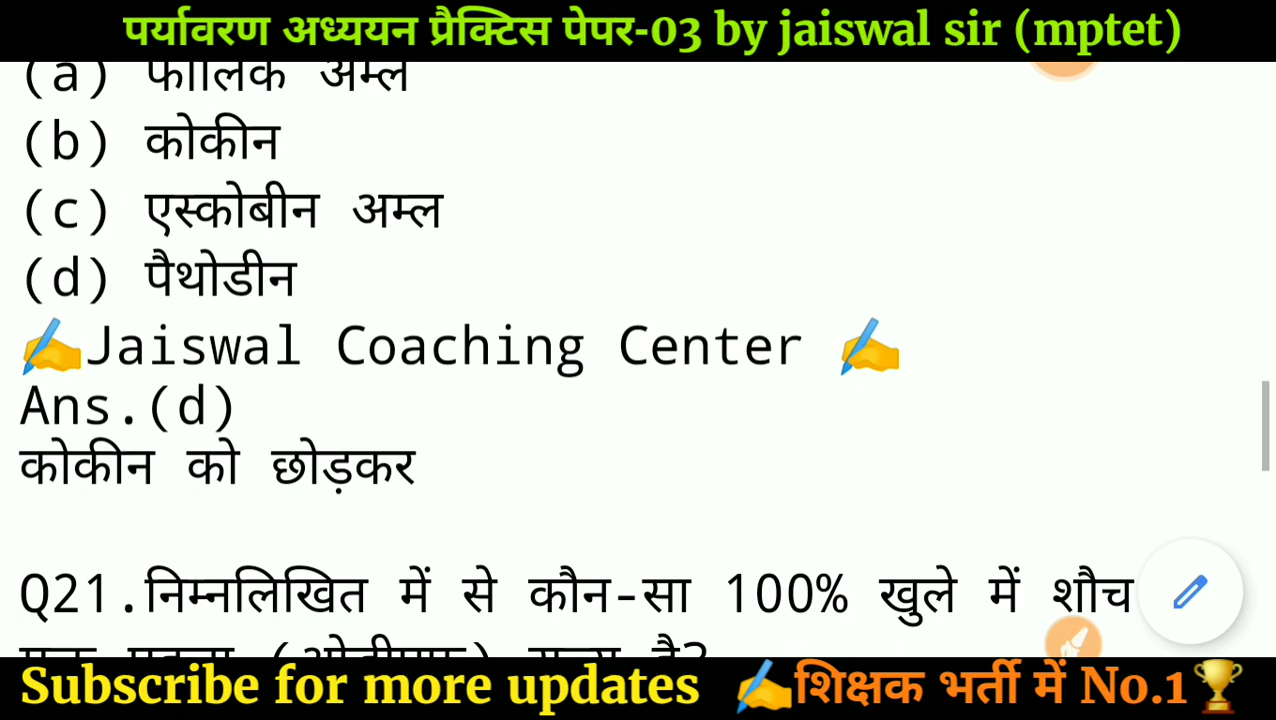 पर्यावरण अध्ययन प्रैक्टिस पेपर-03 by jaiswal sir (mptet)
(a) फोलिक अम्ल
(b) कोकीन
(c) एस्कोबीन अम्ल
(d) पैथोडीन
✍Jaiswal Coaching Center ✍
Ans.(d)
कोकीन को छोड़कर
Q21.निम्नलिखित में से कौन-सा 100% खुले में शौच
Subscribe for more updates ✍शिक्षक भर्ती में No.1🏆